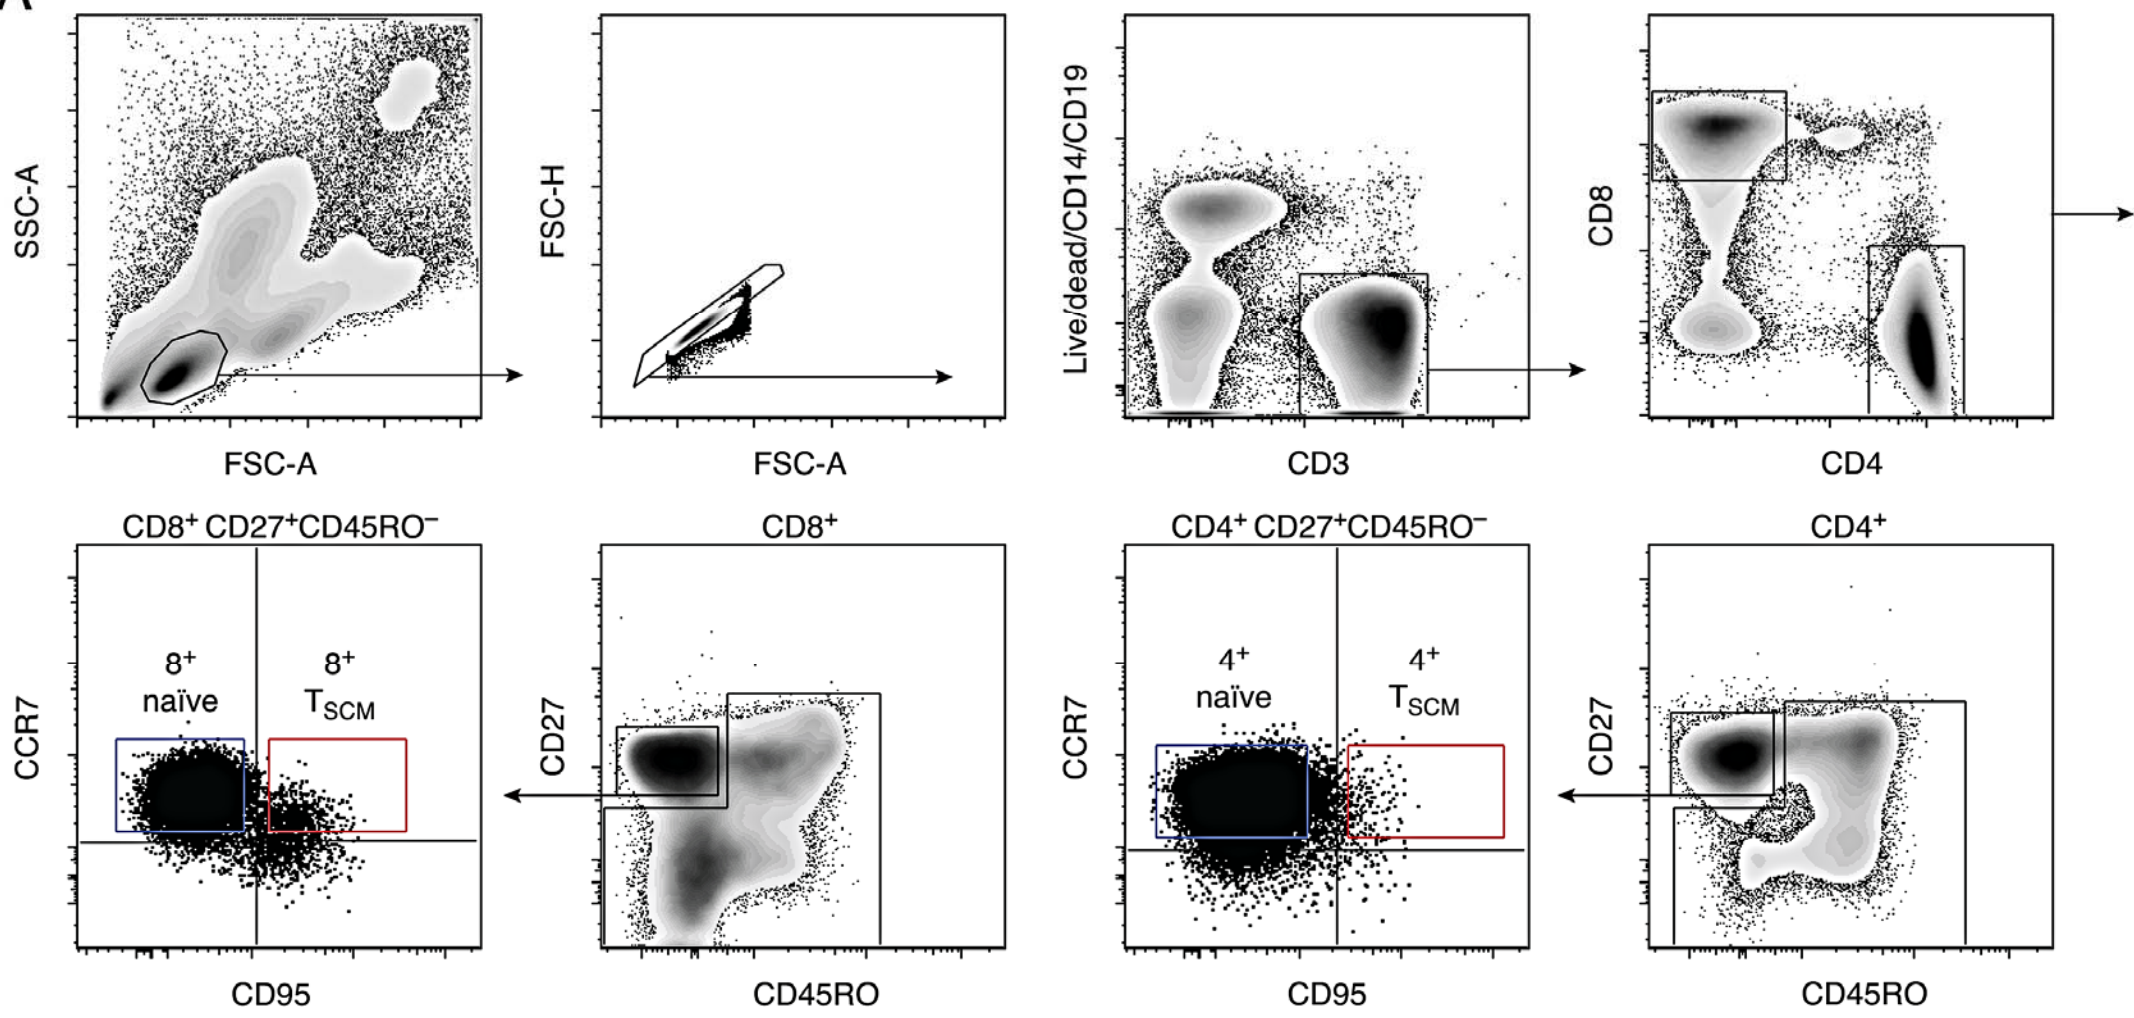 A
SSC-A
FSC-A
FSC-H
FSC-A
Live/dead/CD14/CD19
CD3
CD8
CD4
CD8⁺ CD27⁺CD45RO⁻
CCR7
8⁺
naïve
8⁺
TSCM
CD95
CD8⁺
CD27
CD45RO
CD4⁺ CD27⁺CD45RO⁻
CCR7
4⁺
naïve
4⁺
TSCM
CD95
CD4⁺
CD27
CD45RO